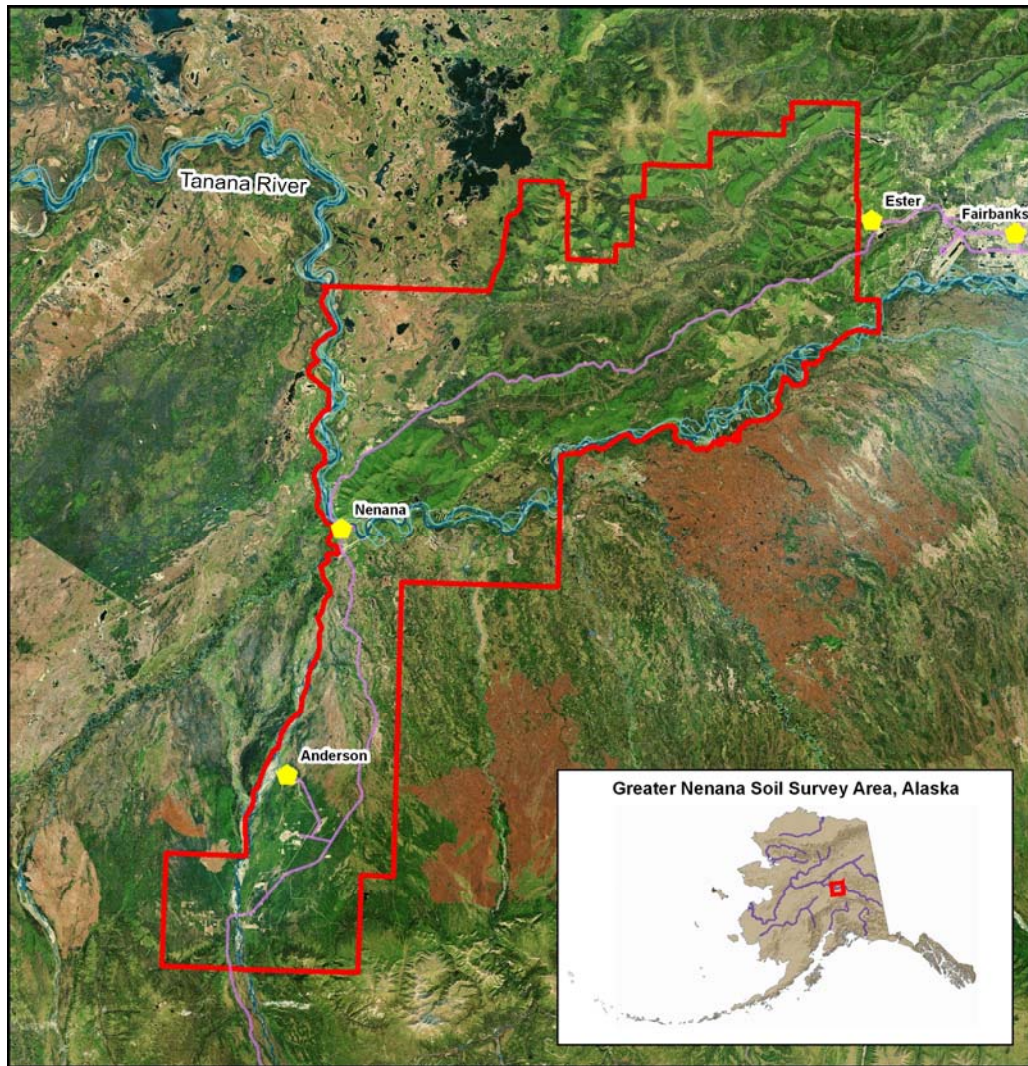 Tanana River
Ester
Fairbanks
Nenana
Anderson
Greater Nenana Soil Survey Area, Alaska